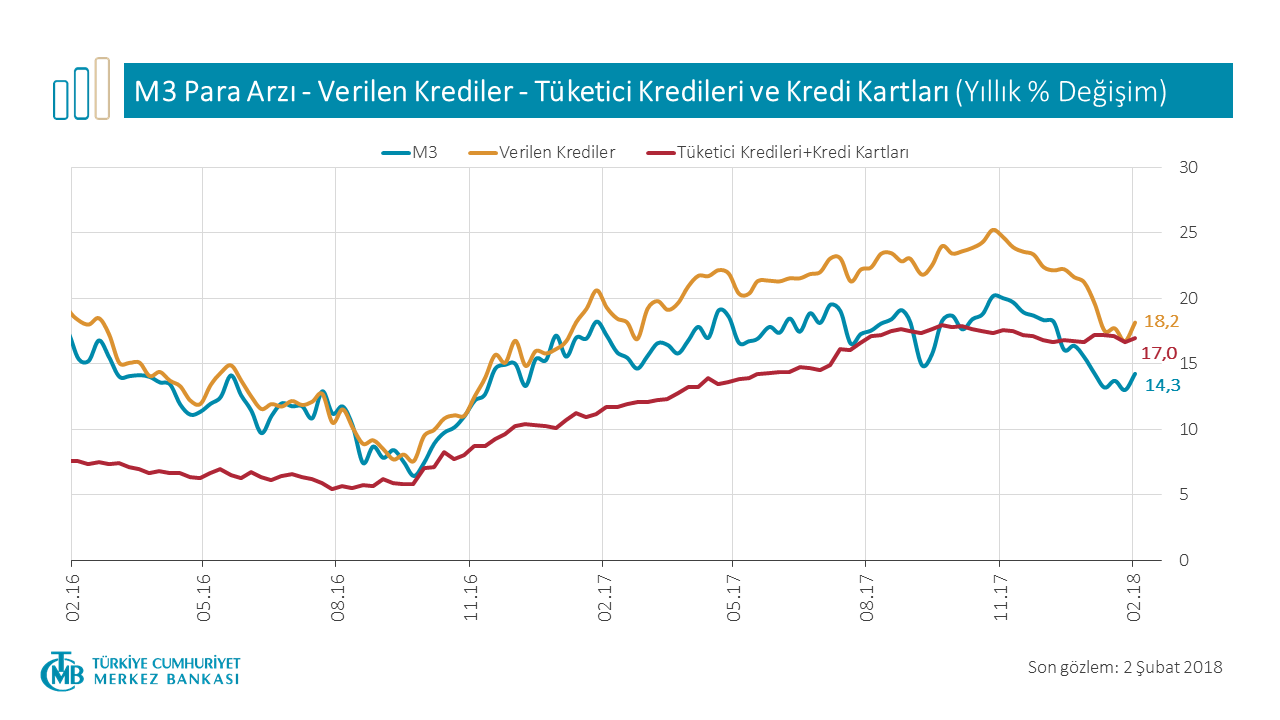 M3 Para Arzı - Verilen Krediler - Tüketici Kredileri ve Kredi Kartları (Yıllık % Değişim)
M3 Verilen Krediler Tüketici Kredileri+Kredi Kartları
30
25
20
18,2
17,0
15
14,3
10
5
0
02.16 05.16 08.16 11.16 02.17 05.17 08.17 11.17 02.18
TCMB
TÜRKİYE CUMHURİYET
MERKEZ BANKASI
Son gözlem: 2 Şubat 2018